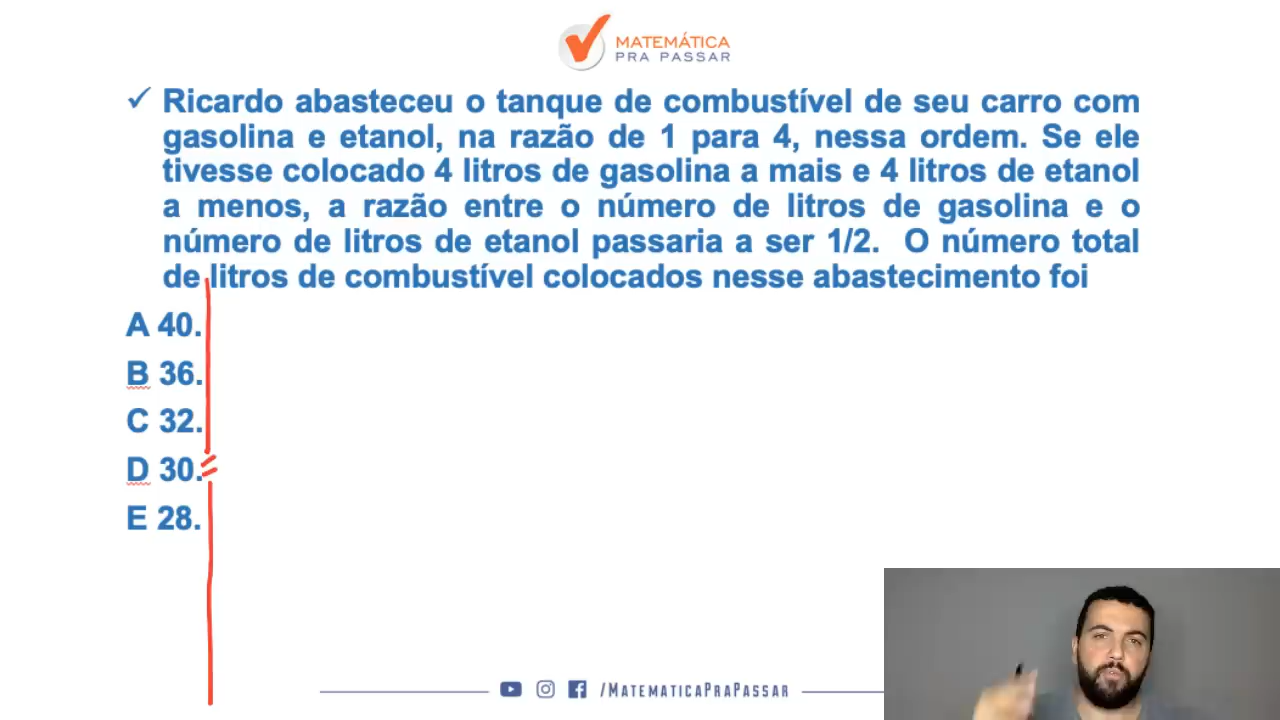 MATEMÁTICA
PRA PASSAR
✓ Ricardo abasteceu o tanque de combustível de seu carro com
gasolina e etanol, na razão de 1 para 4, nessa ordem. Se ele
tivesse colocado 4 litros de gasolina a mais e 4 litros de etanol
a menos, a razão entre o número de litros de gasolina e o
número de litros de etanol passaria a ser 1/2. O número total
de litros de combustível colocados nesse abastecimento foi
A 40.
B 36.
C 32.
D 30.
E 28.
/MATEMATICAPRAPASSAR